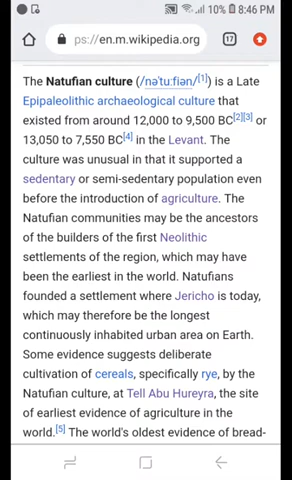 10% 8:46 PM
ps://en.m.wikipedia.org 17
The Natufian culture (/nəˈtuːfiən/[1]) is a Late
Epipaleolithic archaeological culture that
existed from around 12,000 to 9,500 BC[2][3] or
13,050 to 7,550 BC[4] in the Levant. The
culture was unusual in that it supported a
sedentary or semi-sedentary population even
before the introduction of agriculture. The
Natufian communities may be the ancestors
of the builders of the first Neolithic
settlements of the region, which may have
been the earliest in the world. Natufians
founded a settlement where Jericho is today,
which may therefore be the longest
continuously inhabited urban area on Earth.
Some evidence suggests deliberate
cultivation of cereals, specifically rye, by the
Natufian culture, at Tell Abu Hureyra, the site
of earliest evidence of agriculture in the
world.[5] The world's oldest evidence of bread-